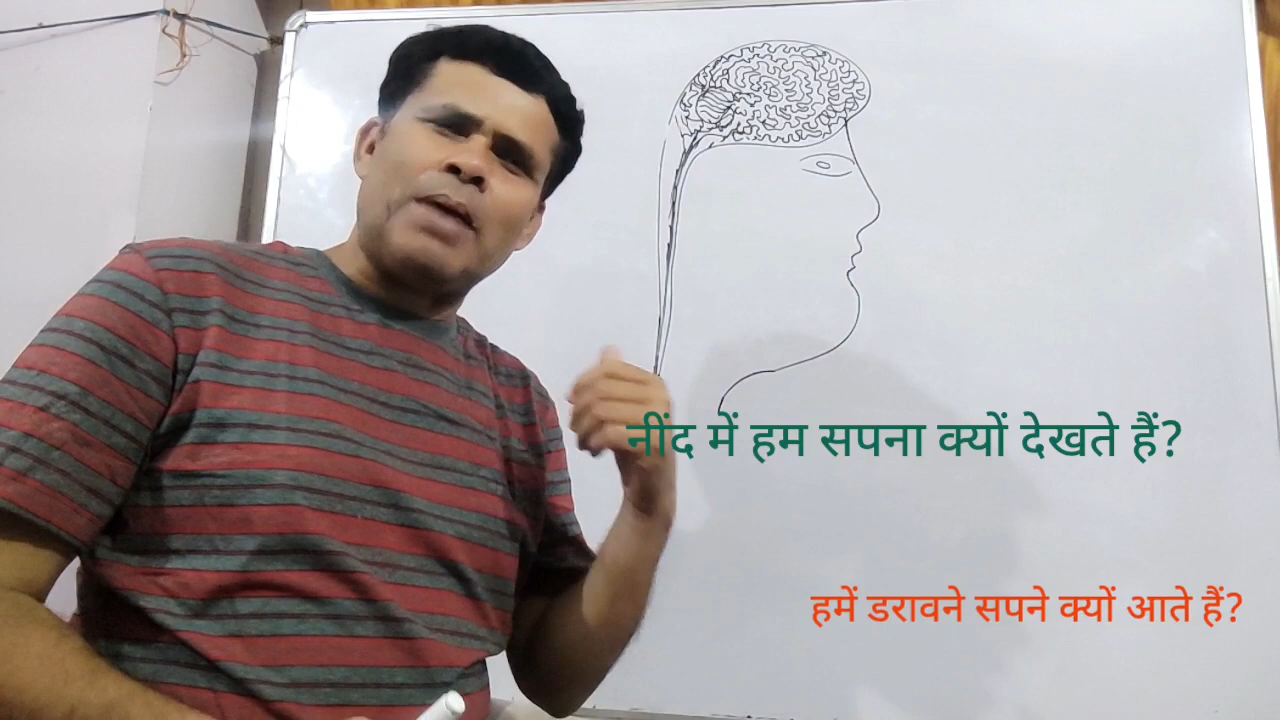 नींद में हम सपना क्यों देखते हैं?
हमें डरावने सपने क्यों आते हैं?